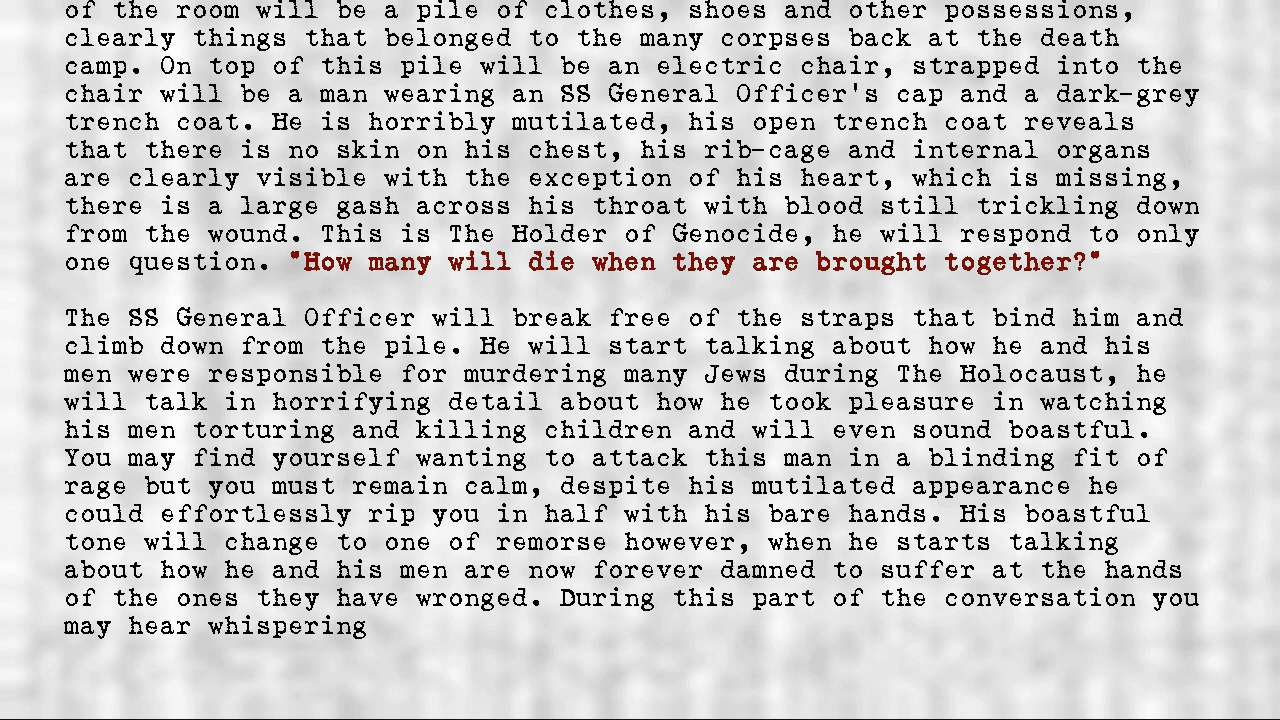 of the room will be a pile of clothes, shoes and other possessions,
clearly things that belonged to the many corpses back at the death
camp. On top of this pile will be an electric chair, strapped into the
chair will be a man wearing an SS General Officer's cap and a dark-grey
trench coat. He is horribly mutilated, his open trench coat reveals
that there is no skin on his chest, his rib-cage and internal organs
are clearly visible with the exception of his heart, which is missing,
there is a large gash across his throat with blood still trickling down
from the wound. This is The Holder of Genocide, he will respond to only
one question. "How many will die when they are brought together?"
The SS General Officer will break free of the straps that bind him and
climb down from the pile. He will start talking about how he and his
men were responsible for murdering many Jews during The Holocaust, he
will talk in horrifying detail about how he took pleasure in watching
his men torturing and killing children and will even sound boastful.
You may find yourself wanting to attack this man in a blinding fit of
rage but you must remain calm, despite his mutilated appearance he
could effortlessly rip you in half with his bare hands. His boastful
tone will change to one of remorse however, when he starts talking
about how he and his men are now forever damned to suffer at the hands
of the ones they have wronged. During this part of the conversation you
may hear whispering